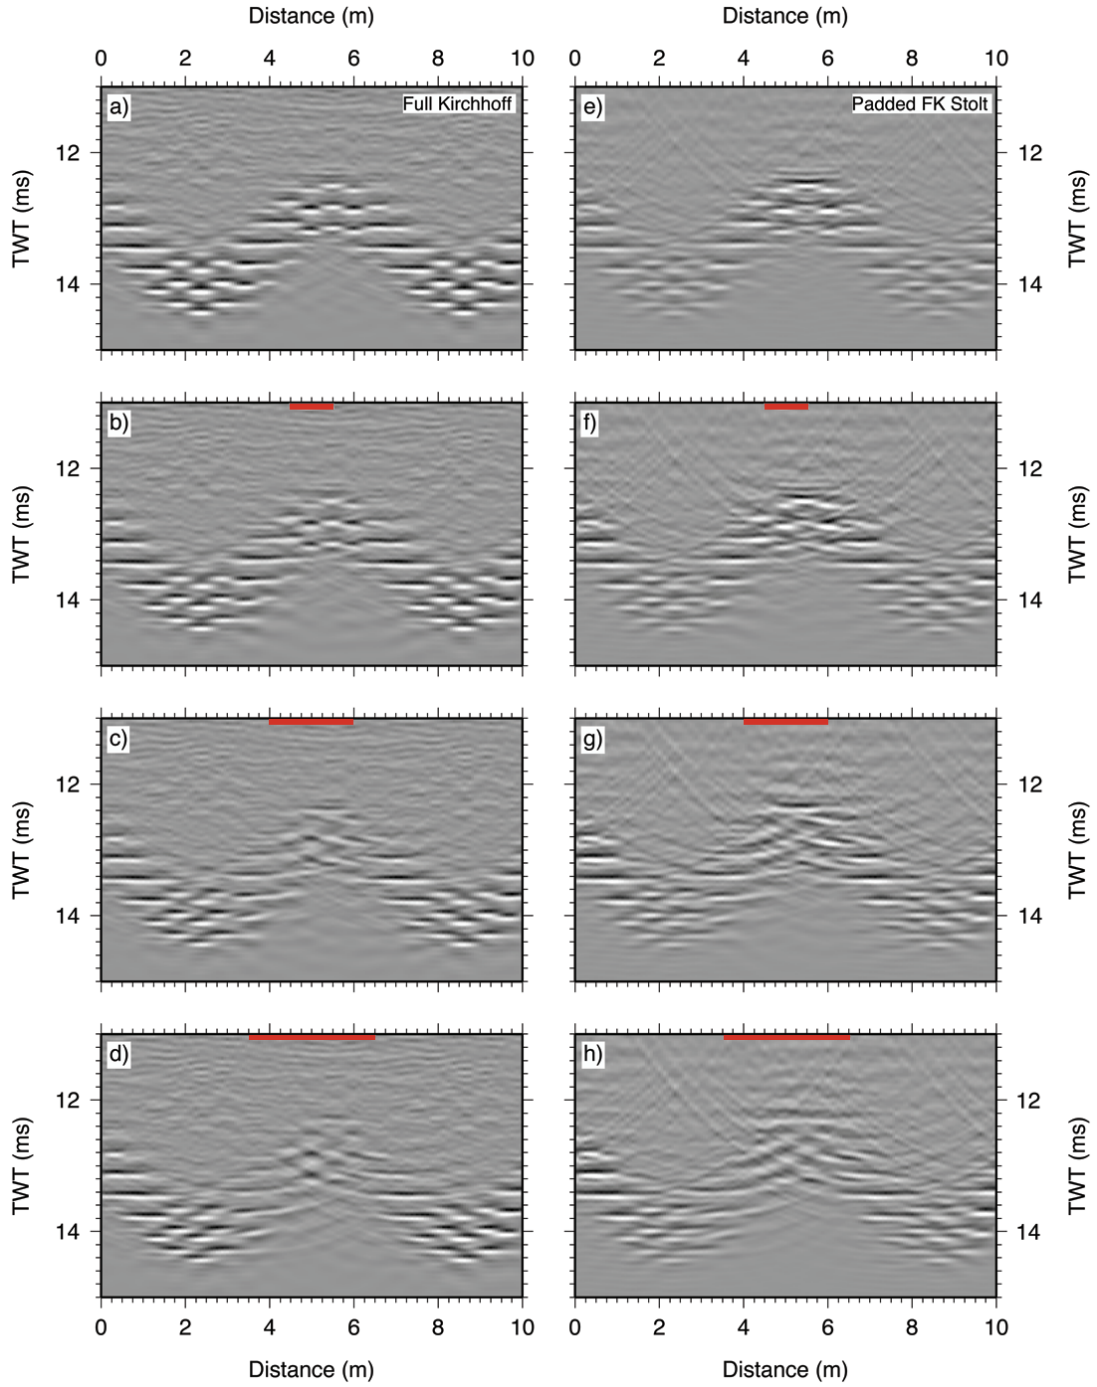 Distance (m)
Distance (m)
0 2 4 6 8 10
0 2 4 6 8 10
a)
Full Kirchhoff
e)
Padded FK Stolt
12
14
TWT (ms)
12
14
TWT (ms)
b)
f)
12
14
TWT (ms)
12
14
TWT (ms)
c)
g)
12
14
TWT (ms)
12
14
TWT (ms)
d)
h)
12
14
TWT (ms)
12
14
TWT (ms)
0 2 4 6 8 10
0 2 4 6 8 10
Distance (m)
Distance (m)